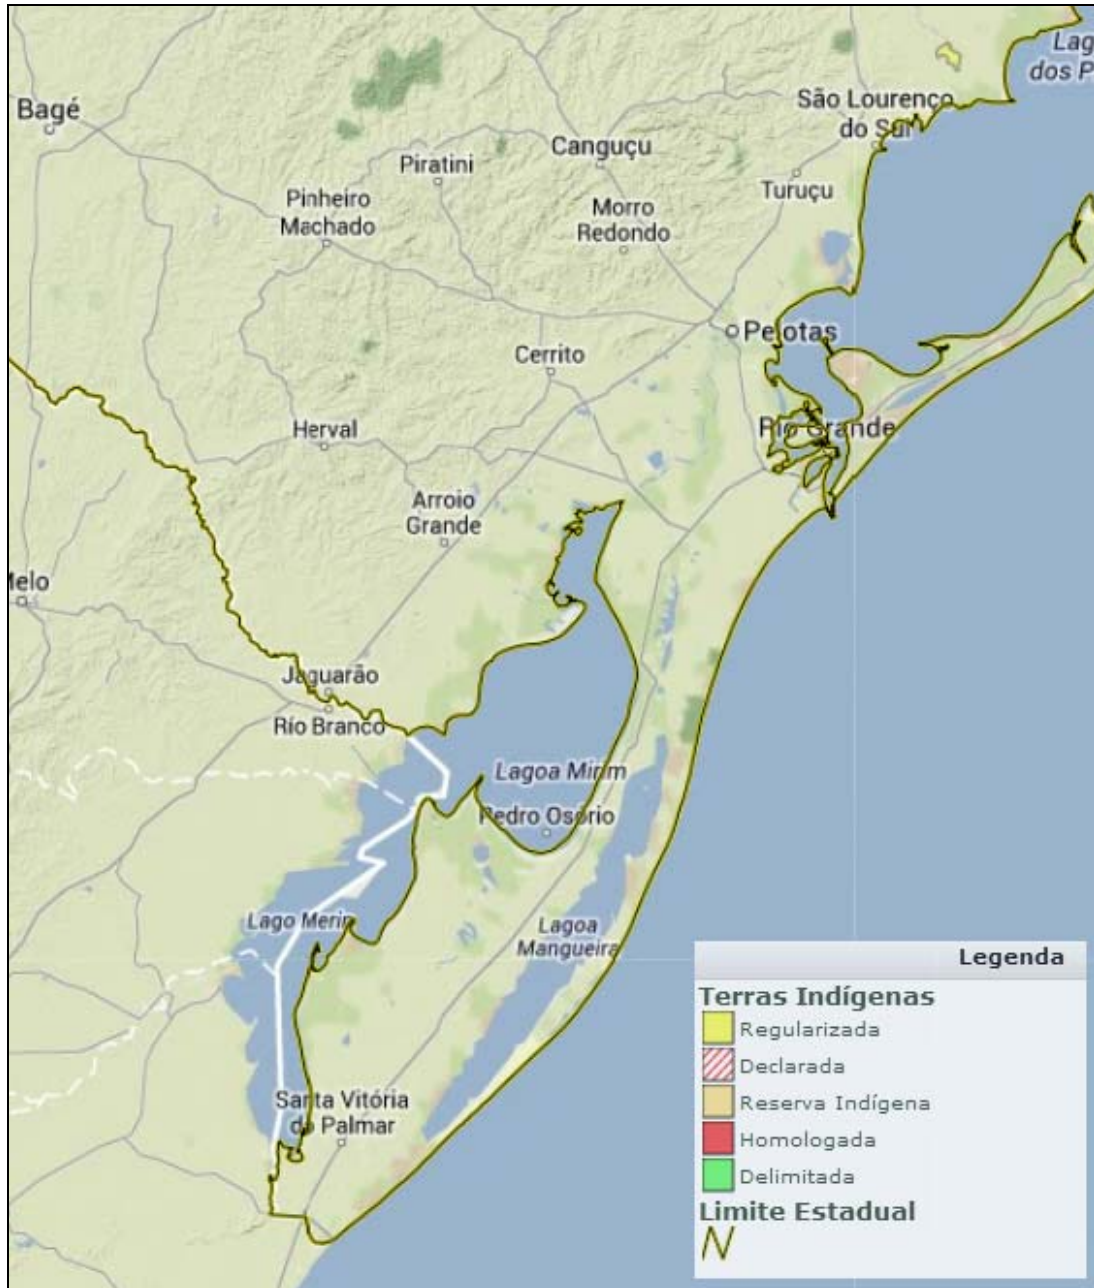 Lag
dos P
Bagé
São Lourenço
do Sul
Canguçu
Piratini
Turuçu
Pinheiro
Machado
Morro
Redondo
Pelotas
Cerrito
Herval
Rio Grande
Arroio
Grande
Melo
Jaguarão
Río Branco
Lagoa Mirim
Pedro Osório
Lago Merin
Lagoa
Mangueira
Santa Vitória
do Palmar
Legenda
Terras Indígenas
Regularizada
Declarada
Reserva Indígena
Homologada
Delimitada
Limite Estadual